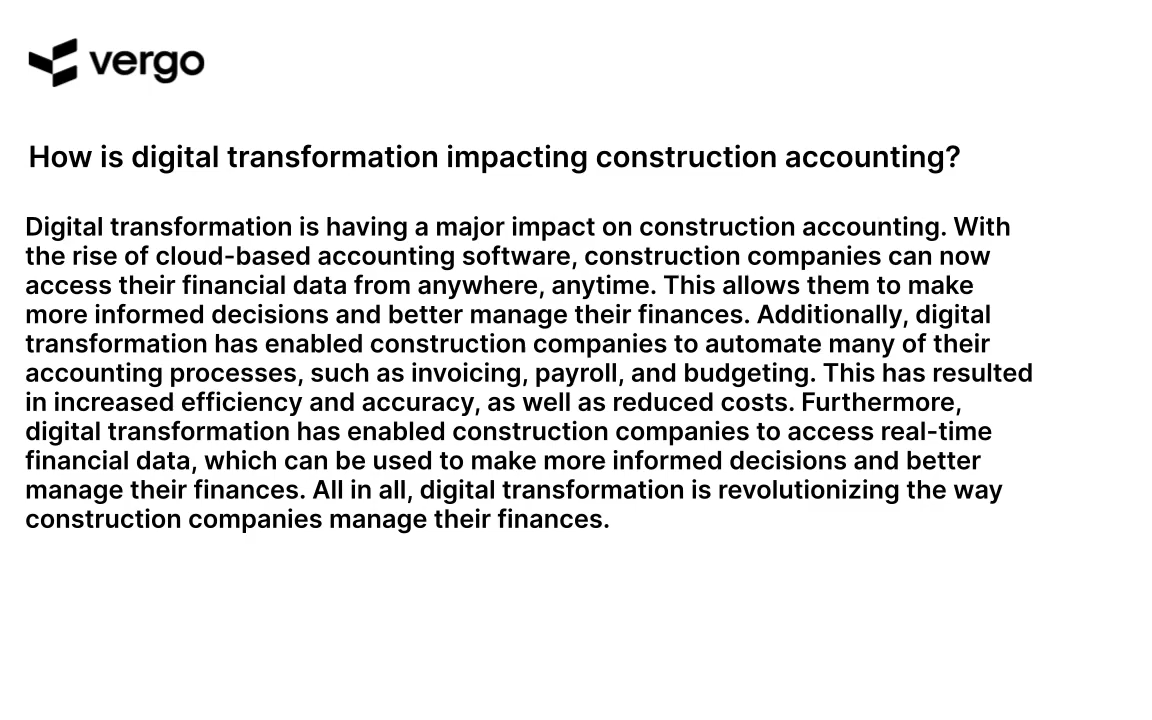 vergo
How is digital transformation impacting construction accounting?
Digital transformation is having a major impact on construction accounting. With
the rise of cloud-based accounting software, construction companies can now
access their financial data from anywhere, anytime. This allows them to make
more informed decisions and better manage their finances. Additionally, digital
transformation has enabled construction companies to automate many of their
accounting processes, such as invoicing, payroll, and budgeting. This has resulted
in increased efficiency and accuracy, as well as reduced costs. Furthermore,
digital transformation has enabled construction companies to access real-time
financial data, which can be used to make more informed decisions and better
manage their finances. All in all, digital transformation is revolutionizing the way
construction companies manage their finances.